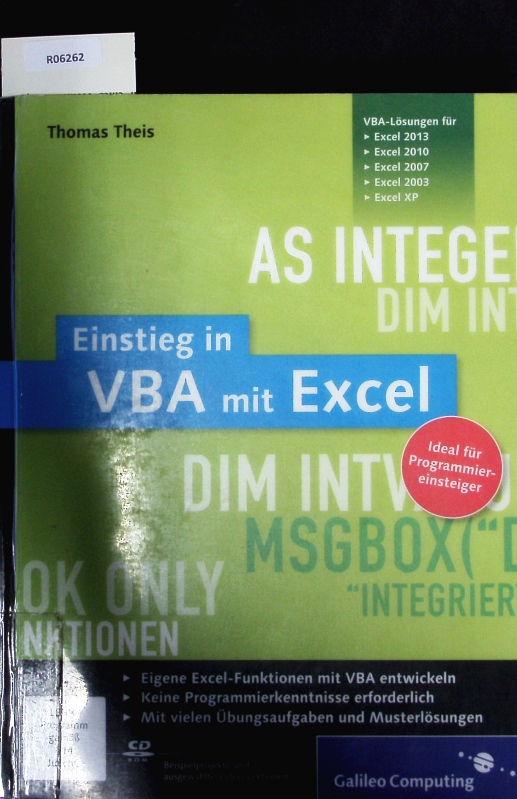 R06262
Thomas Theis
VBA-Lösungen für
▸ Excel 2013
▸ Excel 2010
▸ Excel 2007
▸ Excel 2003
▸ Excel XP
AS INTEGE
DIM INT
Einstieg in
VBA mit Excel
Ideal für
Programmier-
einsteiger
DIM INTV
MSGBOX("D
OK ONLY
"INTEGRIER
NKTIONEN
▸ Eigene Excel-Funktionen mit VBA entwickeln
▸ Keine Programmierkenntnisse erforderlich
▸ Mit vielen Übungsaufgaben und Musterlösungen
CD
ROM
Galileo Computing